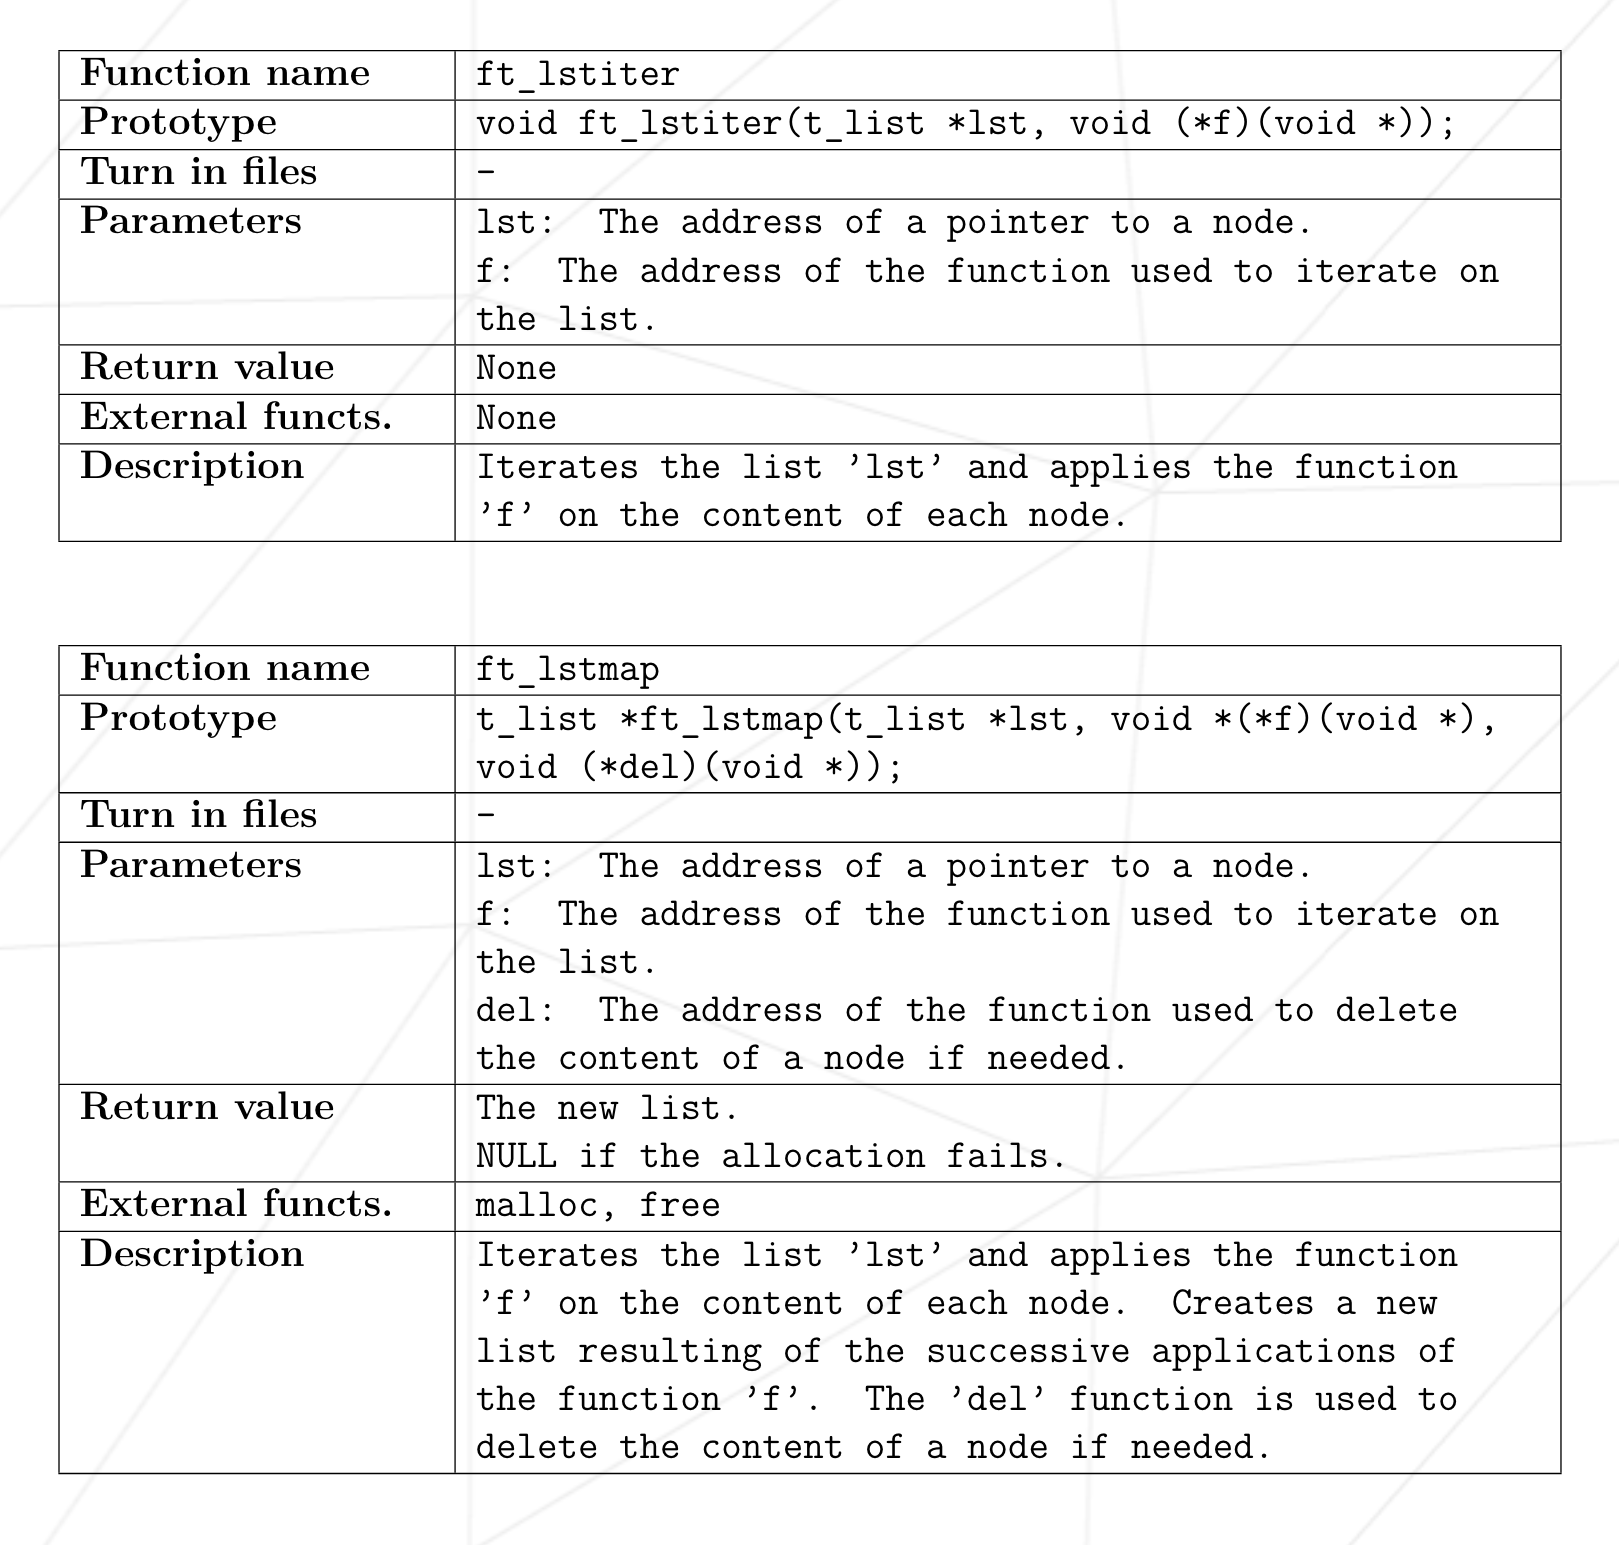 Function name ft_lstiter
Prototype void ft_lstiter(t_list *lst, void (*f)(void *));
Turn in files -
Parameters lst: The address of a pointer to a node.
f: The address of the function used to iterate on
the list.
Return value None
External functs. None
Description Iterates the list ’lst’ and applies the function
’f’ on the content of each node.
Function name ft_lstmap
Prototype t_list *ft_lstmap(t_list *lst, void *(*f)(void *),
void (*del)(void *));
Turn in files -
Parameters lst: The address of a pointer to a node.
f: The address of the function used to iterate on
the list.
del: The address of the function used to delete
the content of a node if needed.
Return value The new list.
NULL if the allocation fails.
External functs. malloc, free
Description Iterates the list ’lst’ and applies the function
’f’ on the content of each node. Creates a new
list resulting of the successive applications of
the function ’f’. The ’del’ function is used to
delete the content of a node if needed.